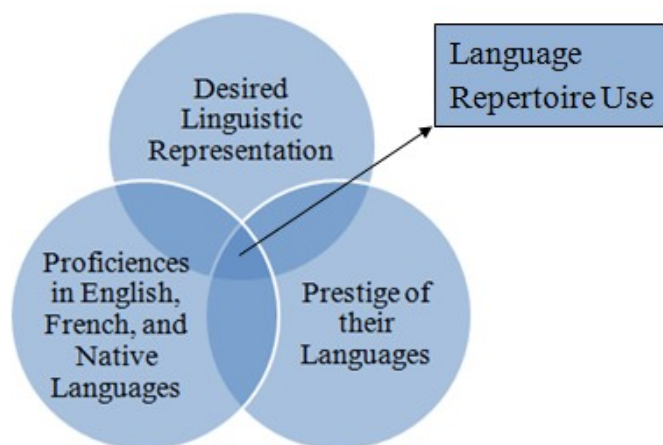 Desired
Linguistic
Representation
Language
Repertoire Use
Proficiences
in English,
French, and
Native
Languages
Prestige of
their
Languages